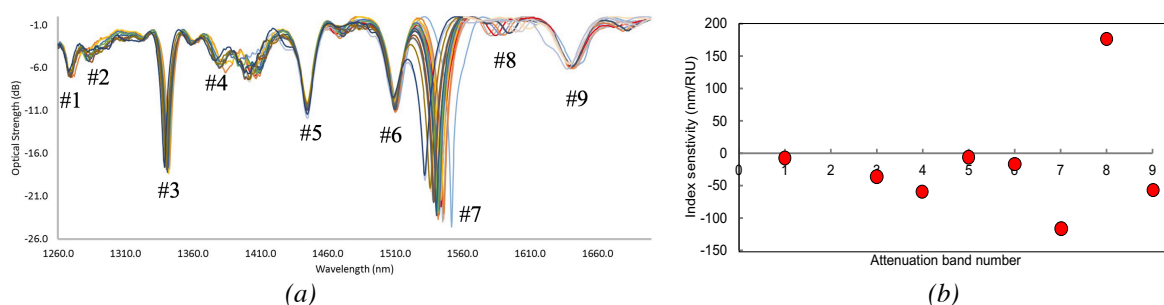 -1.0
-6.0
-11.0
-16.0
-21.0
-26.0
Optical Strength (dB)
#1
#2
#3
#4
#5
#6
#7
#8
#9
1260.0 1310.0 1360.0 1410.0 1460.0 1510.0 1560.0 1610.0 1660.0
Wavelength (nm)
(a)
200
150
100
50
0
-50
-100
-150
Index senstivity (nm/RIU)
0 1 2 3 4 5 6 7 8 9
Attenuation band number
(b)